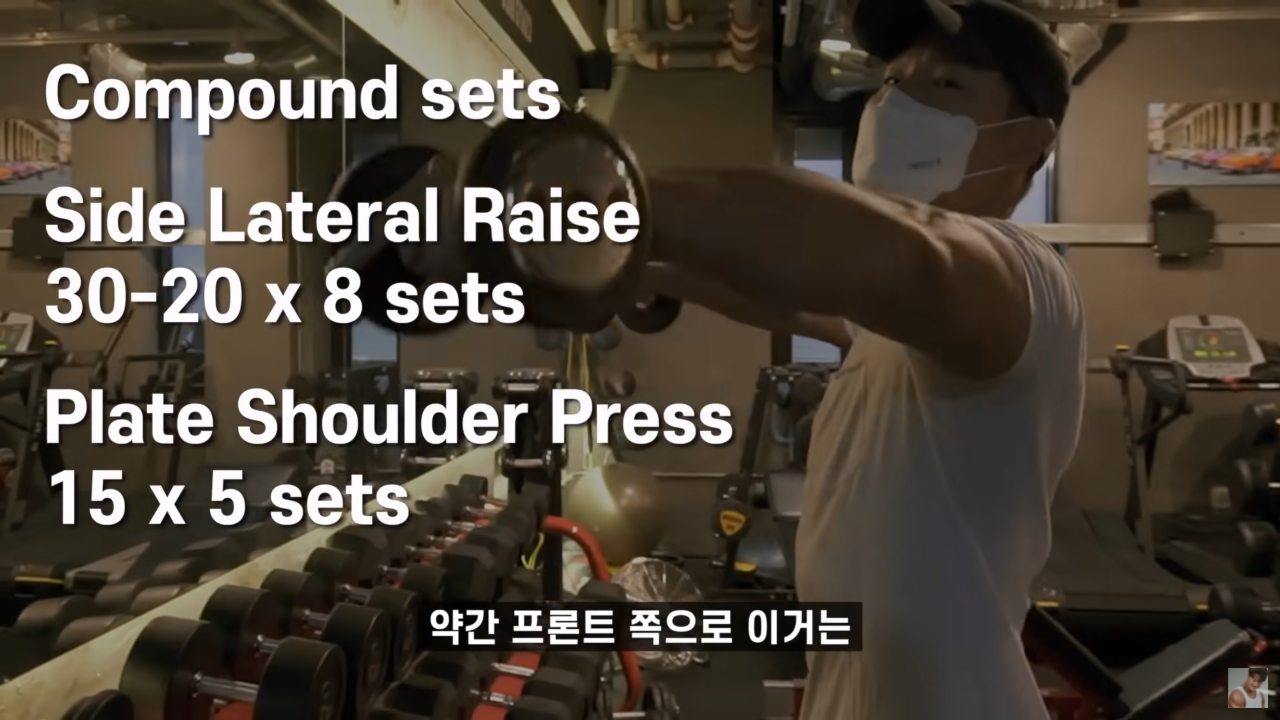 Compound sets
Side Lateral Raise
30-20 x 8 sets
Plate Shoulder Press
15 x 5 sets
약간 프론트 쪽으로 이거는